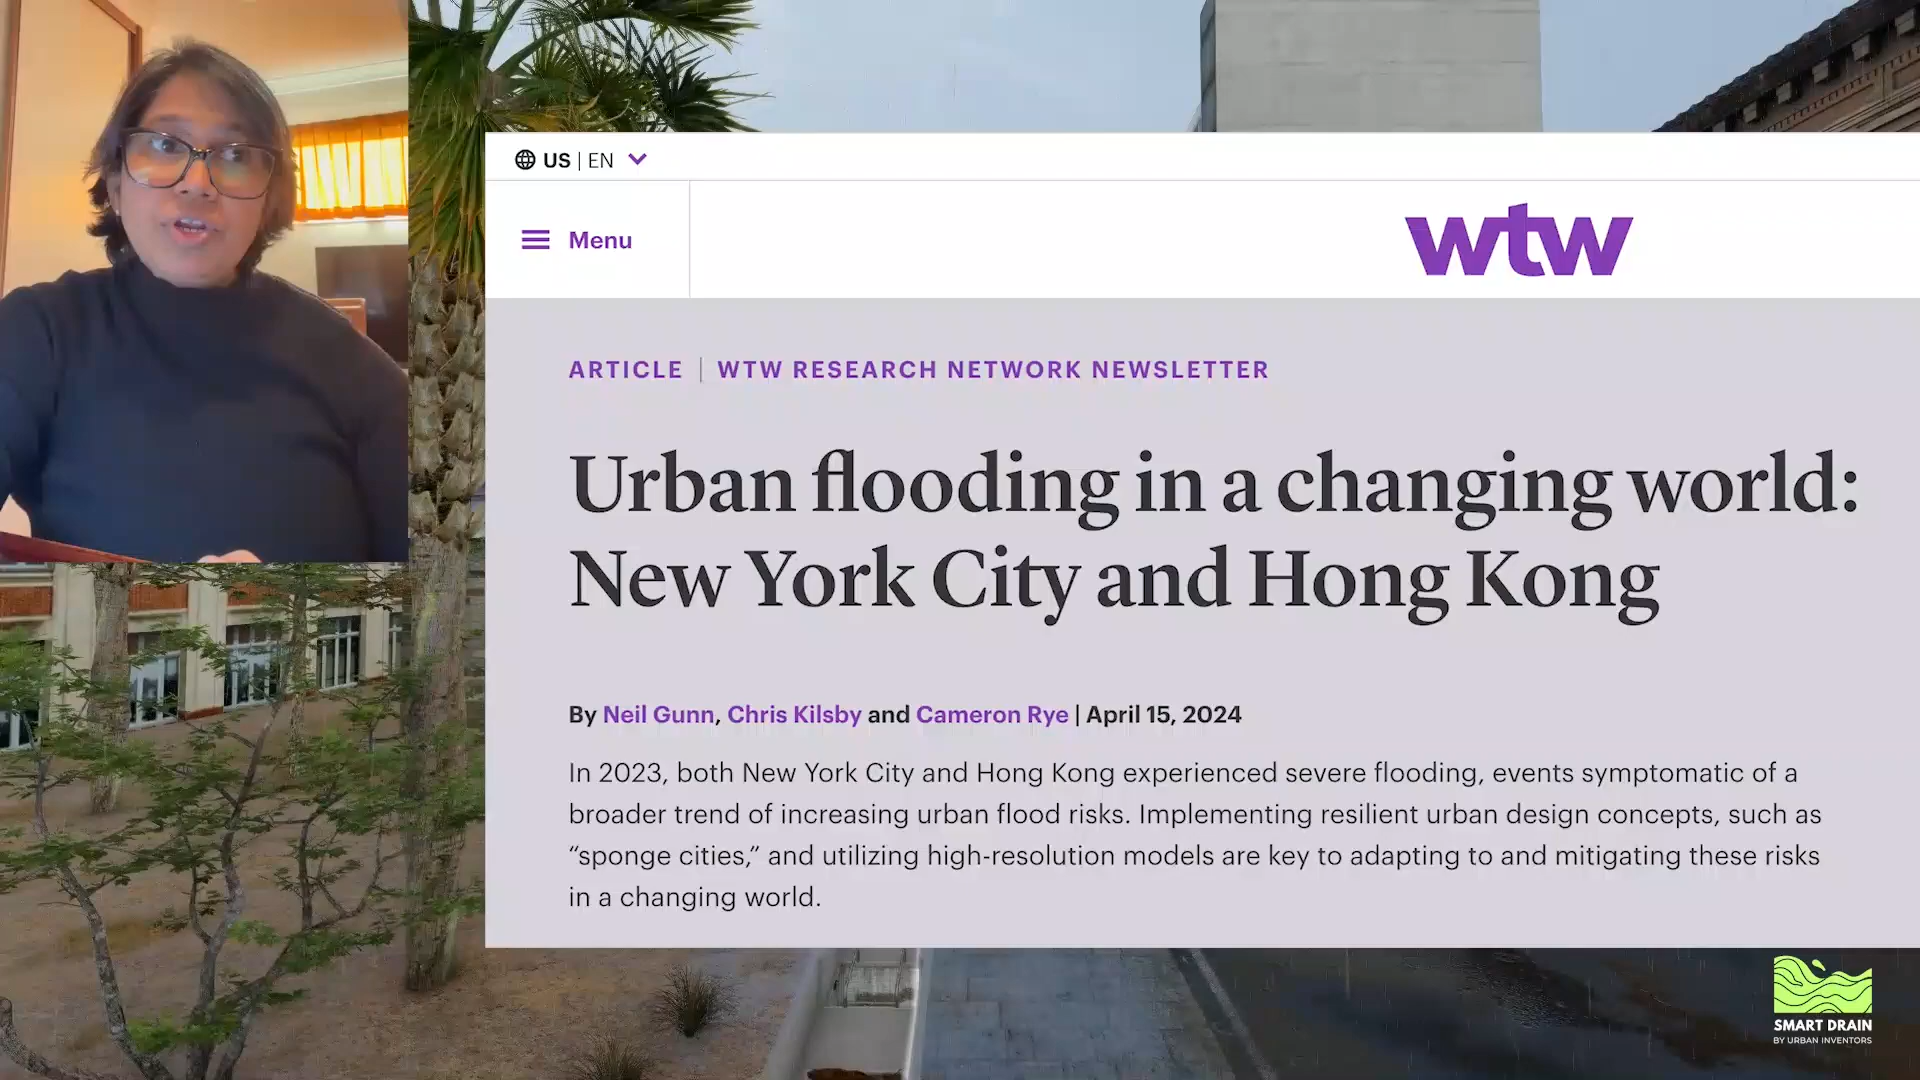 US | EN
Menu
wtw
ARTICLE | WTW RESEARCH NETWORK NEWSLETTER
Urban flooding in a changing world:
New York City and Hong Kong
By Neil Gunn, Chris Kilsby and Cameron Rye | April 15, 2024
In 2023, both New York City and Hong Kong experienced severe flooding, events symptomatic of a
broader trend of increasing urban flood risks. Implementing resilient urban design concepts, such as
“sponge cities,” and utilizing high-resolution models are key to adapting to and mitigating these risks
in a changing world.
SMART DRAIN
BY URBAN INVENTORS